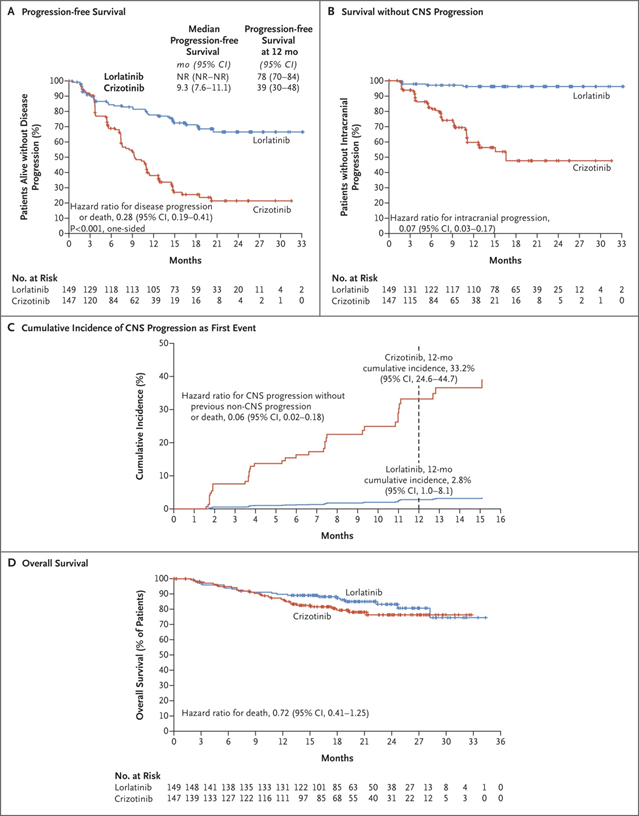 A Progression-free Survival
Median Progression-free Survival
Progression-free Survival at 12 mo
mo (95% CI)
(95% CI)
Lorlatinib NR (NR–NR) 78 (70–84)
Crizotinib 9.3 (7.6–11.1) 39 (30–48)
Patients Alive without Disease Progression (%)
100
90
80
70
60
50
40
30
20
10
0
Lorlatinib
Crizotinib
Hazard ratio for disease progression
or death, 0.28 (95% CI, 0.19–0.41)
P<0.001, one-sided
0 3 6 9 12 15 18 21 24 27 30 33
Months
No. at Risk
Lorlatinib 149 129 118 113 105 73 59 33 20 11 4 2
Crizotinib 147 120 84 62 39 19 16 8 4 2 1 0
B Survival without CNS Progression
Patients without Intracranial Progression (%)
100
90
80
70
60
50
40
30
20
10
0
Lorlatinib
Crizotinib
Hazard ratio for intracranial progression,
0.07 (95% CI, 0.03–0.17)
0 3 6 9 12 15 18 21 24 27 30 33
Months
No. at Risk
Lorlatinib 149 131 122 117 110 78 65 39 25 12 4 2
Crizotinib 147 115 84 65 38 21 16 8 5 2 1 0
C Cumulative Incidence of CNS Progression as First Event
Cumulative Incidence (%)
50
40
30
20
10
0
Hazard ratio for CNS progression without
previous non-CNS progression
or death, 0.06 (95% CI, 0.02–0.18)
Crizotinib, 12-mo
cumulative incidence, 33.2%
(95% CI, 24.6–44.7)
Lorlatinib, 12-mo
cumulative incidence, 2.8%
(95% CI, 1.0–8.1)
0 1 2 3 4 5 6 7 8 9 10 11 12 13 14 15 16
Months
D Overall Survival
Overall Survival (% of Patients)
100
90
80
70
60
50
40
30
20
10
0
Lorlatinib
Crizotinib
Hazard ratio for death, 0.72 (95% CI, 0.41–1.25)
0 3 6 9 12 15 18 21 24 27 30 33 36
Months
No. at Risk
Lorlatinib 149 148 141 138 135 133 131 122 101 85 63 50 38 27 13 8 4 1 0
Crizotinib 147 139 133 127 122 116 111 97 85 68 55 40 31 22 12 5 3 0 0